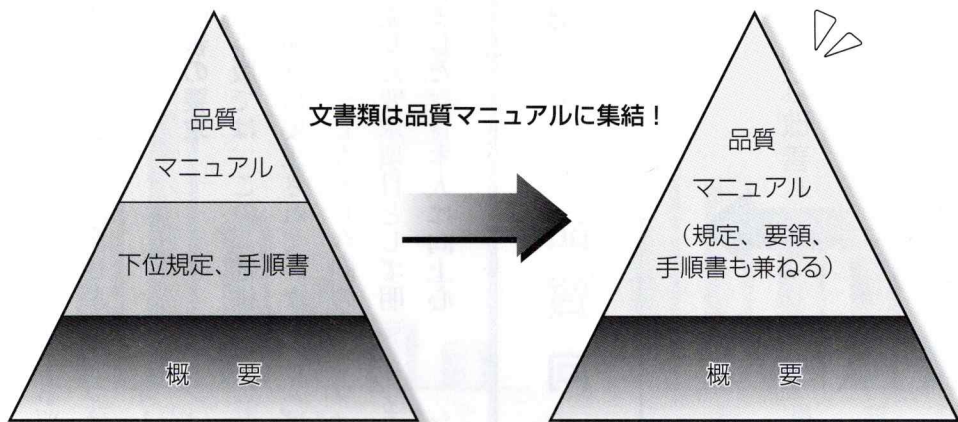 品質
マニュアル
下位規定、手順書
概　要
文書類は品質マニュアルに集結！
品質
マニュアル
（規定、要領、
手順書も兼ねる）
概　要